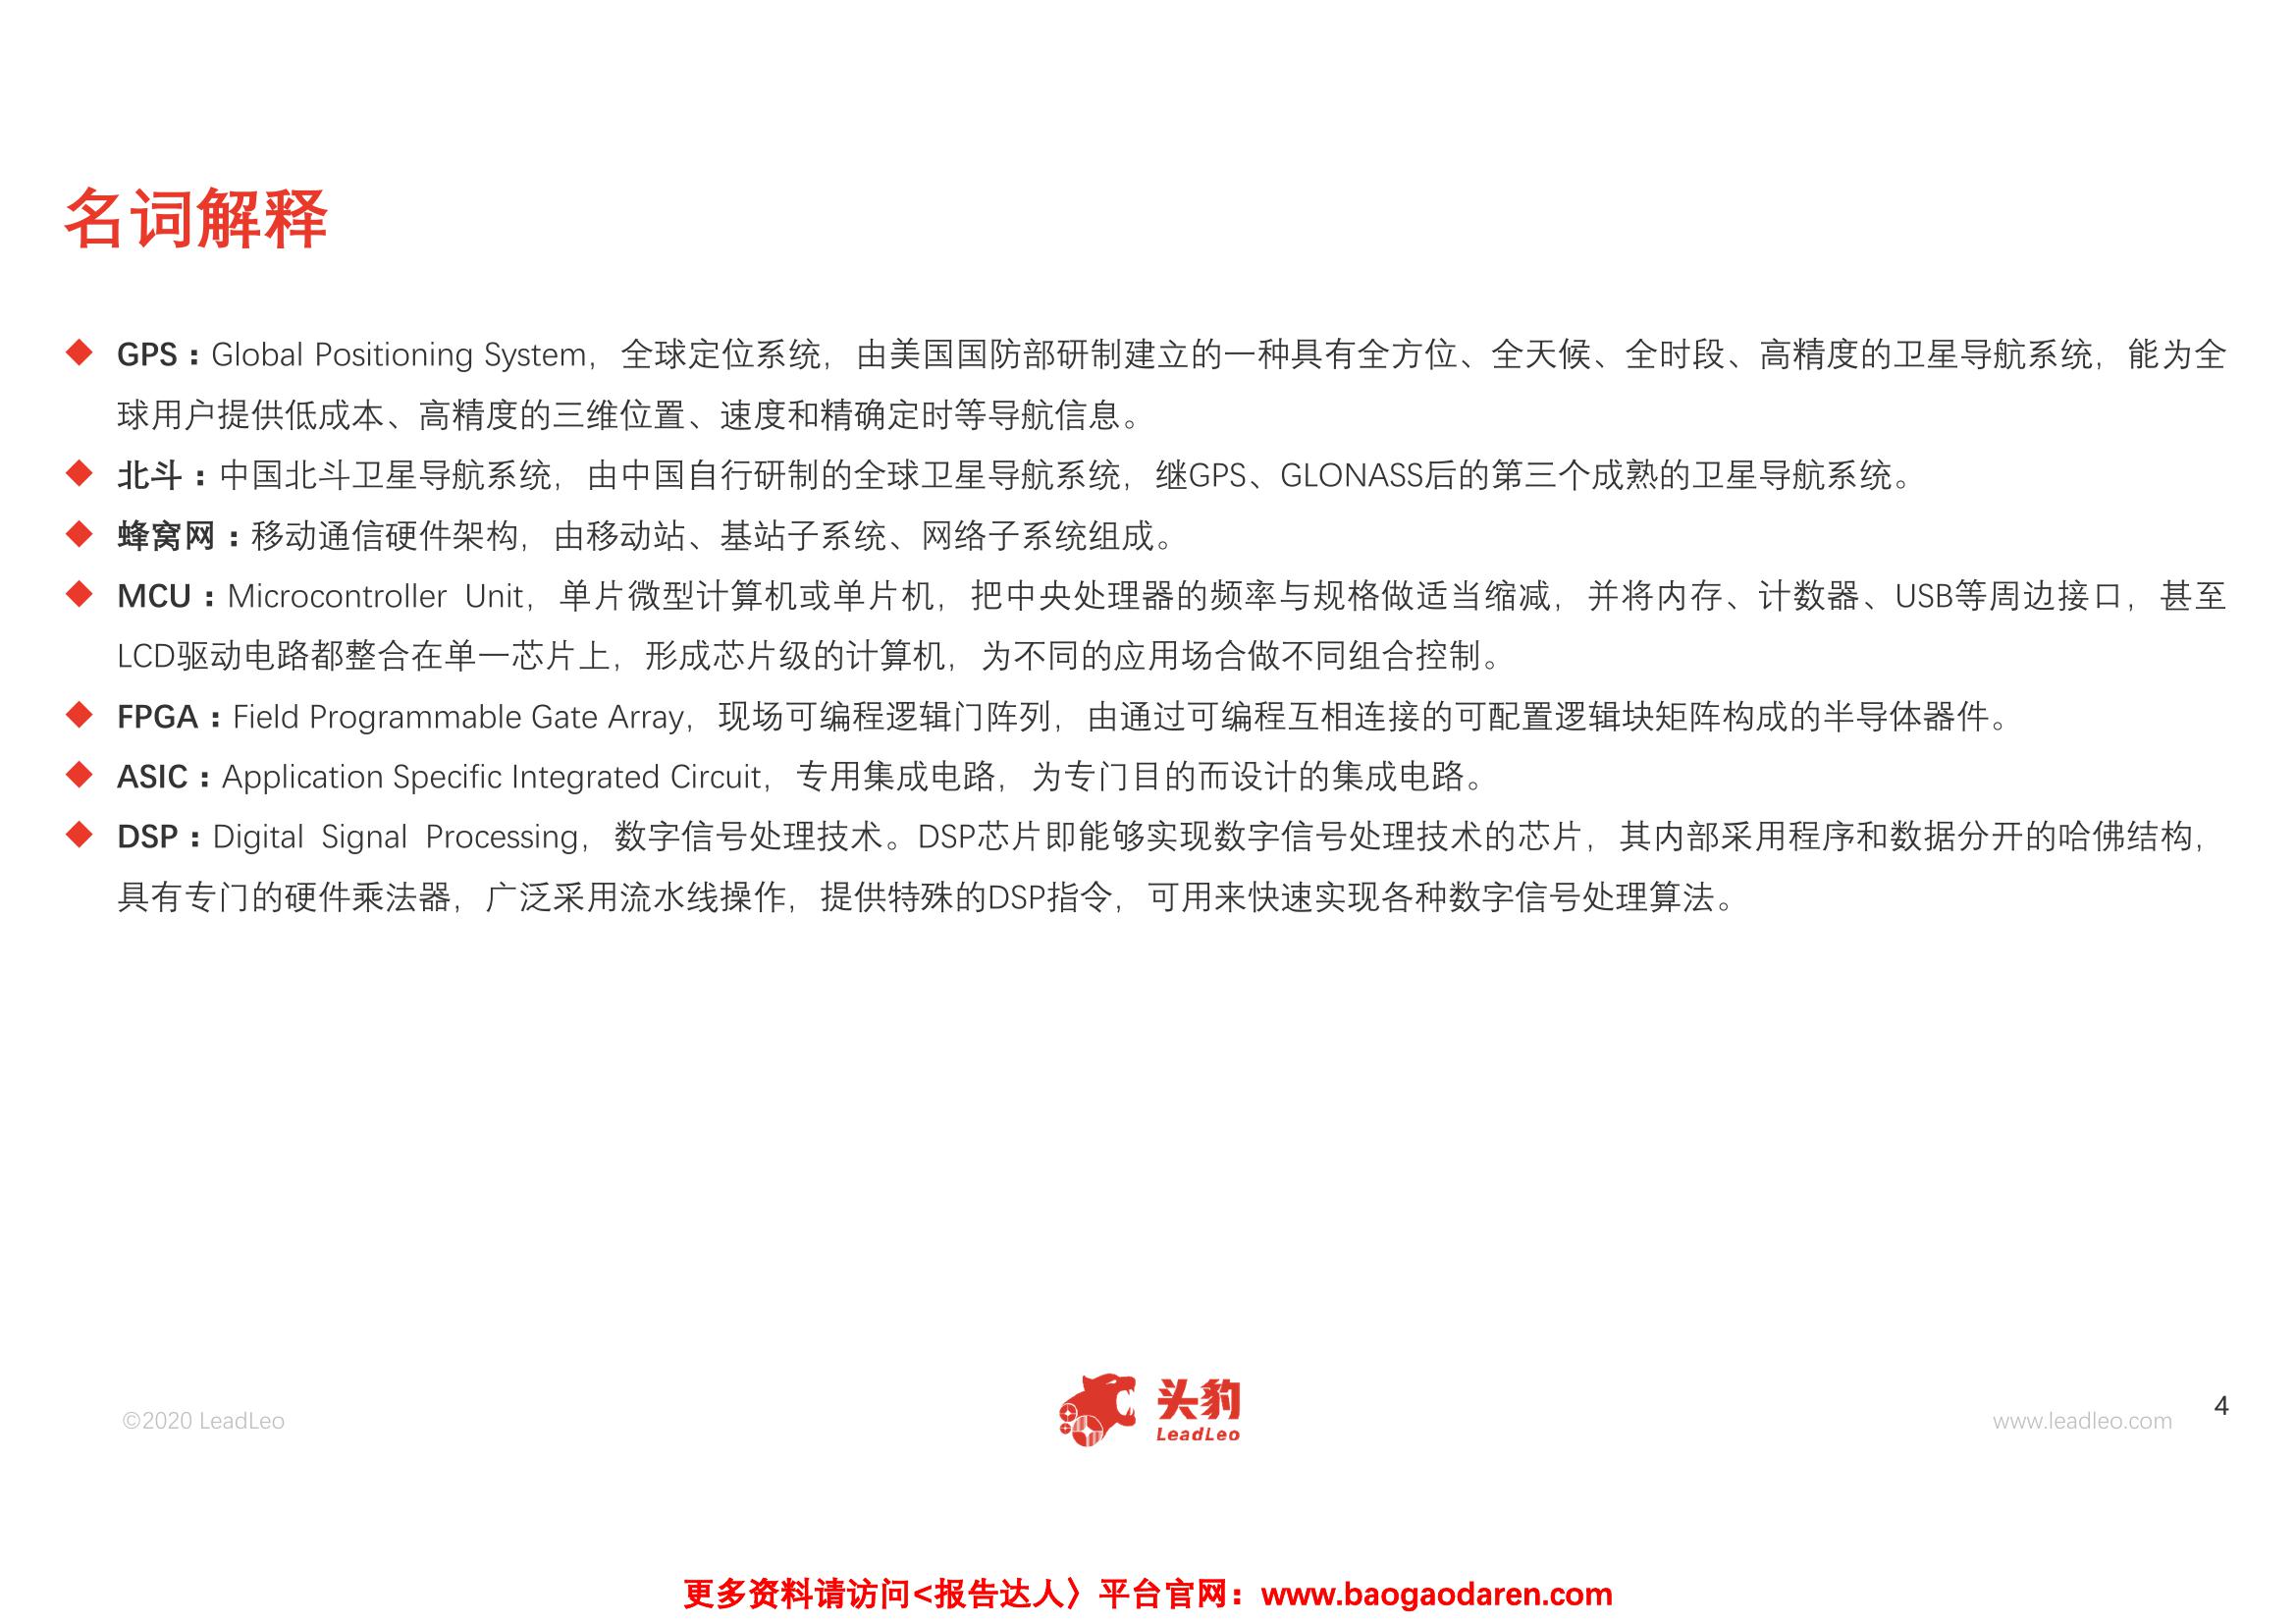 名词解释
GPS：Global Positioning System，全球定位系统，由美国国防部研制建立的一种具有全方位、全天候、全时段、高精度的卫星导航系统，能为全
球用户提供低成本、高精度的三维位置、速度和精确定时等导航信息。
北斗：中国北斗卫星导航系统，由中国自行研制的全球卫星导航系统，继GPS、GLONASS后的第三个成熟的卫星导航系统。
蜂窝网：移动通信硬件架构，由移动站、基站子系统、网络子系统组成。
MCU：Microcontroller Unit，单片微型计算机或单片机，把中央处理器的频率与规格做适当缩减，并将内存、计数器、USB等周边接口，甚至
LCD驱动电路都整合在单一芯片上，形成芯片级的计算机，为不同的应用场合做不同组合控制。
FPGA：Field Programmable Gate Array，现场可编程逻辑门阵列，由通过可编程互相连接的可配置逻辑块矩阵构成的半导体器件。
ASIC：Application Specific Integrated Circuit，专用集成电路，为专门目的而设计的集成电路。
DSP：Digital Signal Processing，数字信号处理技术。DSP芯片即能够实现数字信号处理技术的芯片，其内部采用程序和数据分开的哈佛结构，
具有专门的硬件乘法器，广泛采用流水线操作，提供特殊的DSP指令，可用来快速实现各种数字信号处理算法。
©2020 LeadLeo
头豹
LeadLeo
www.leadleo.com
4
更多资料请访问<报告达人〉平台官网：www.baogaodaren.com